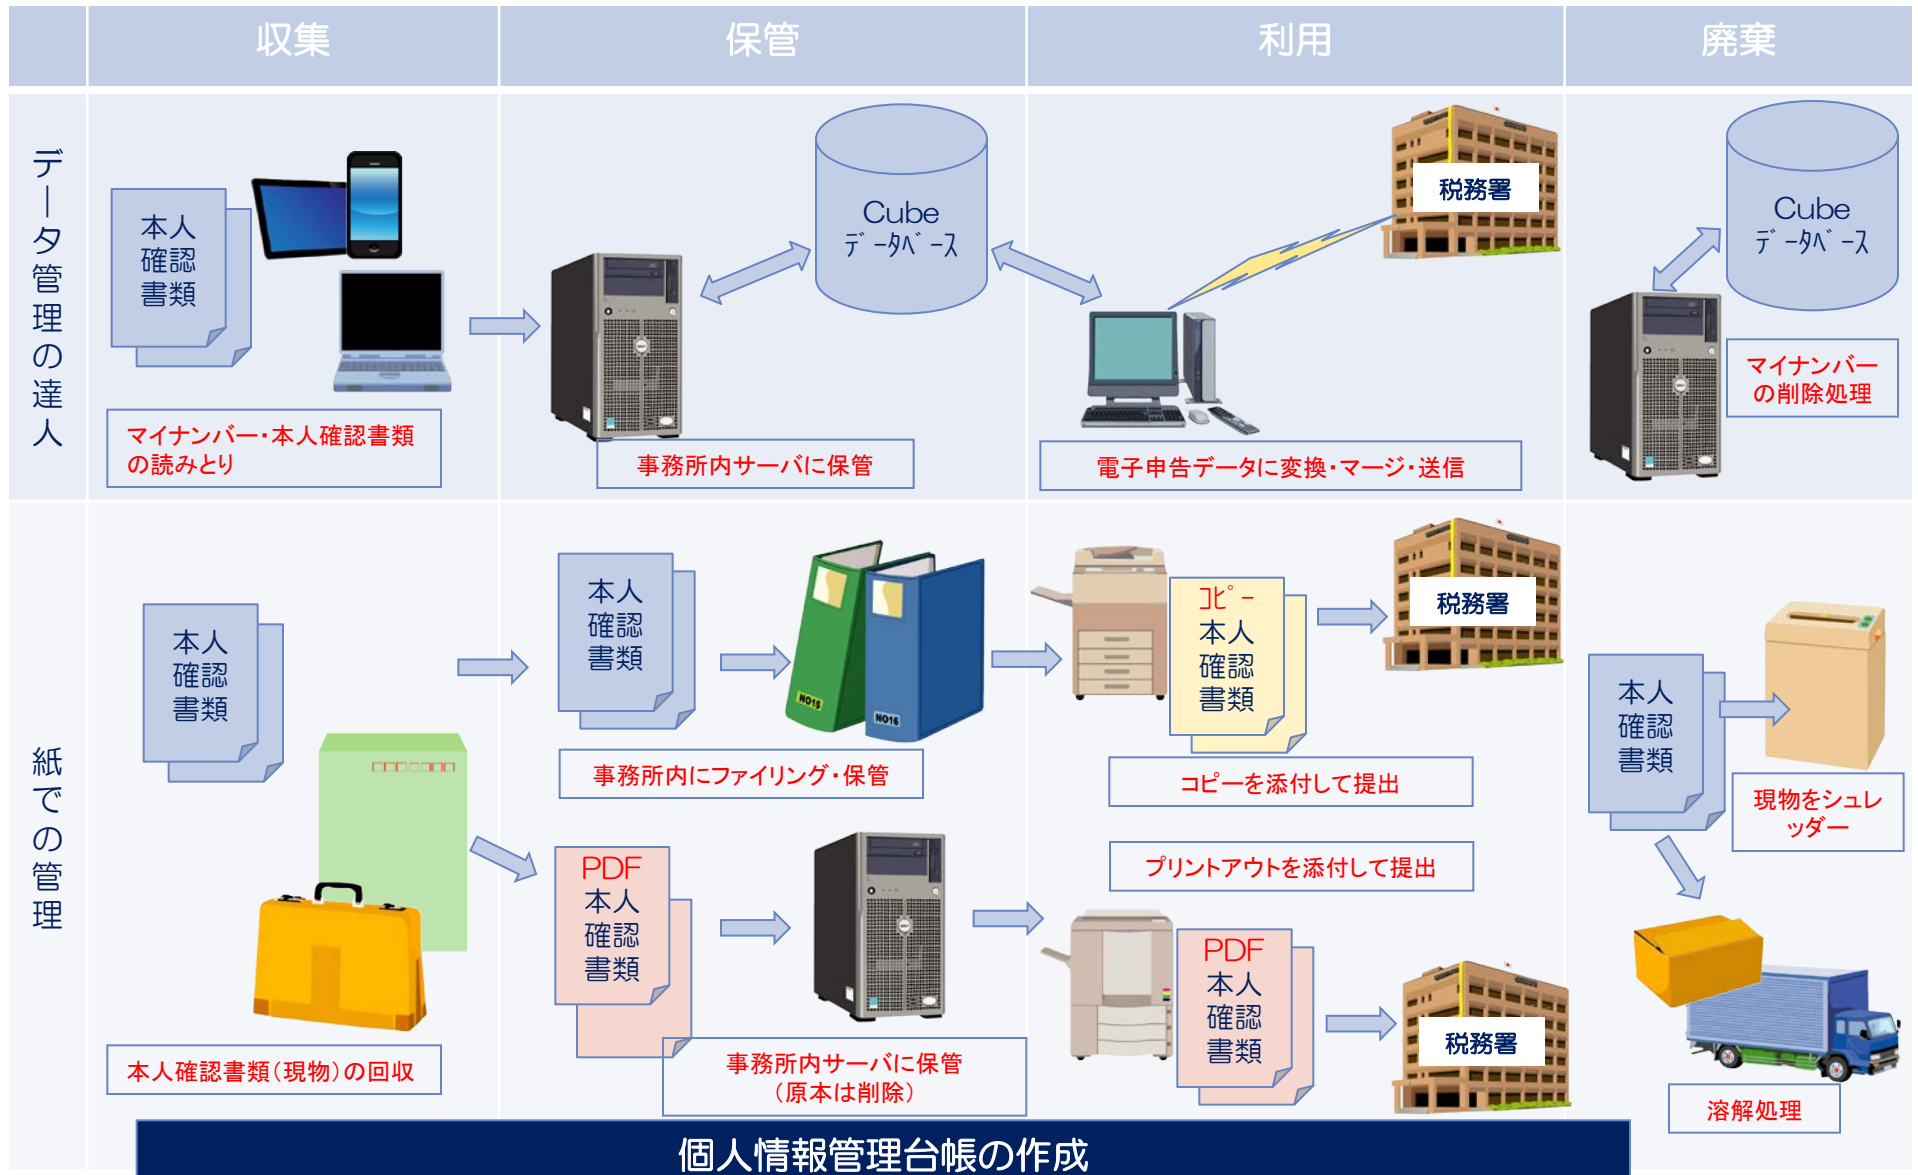 収集
保管
利用
廃棄
データ管理の達人
本人
確認
書類
マイナンバー・本人確認書類
の読みとり
Cube
ﾃﾞｰﾀﾍﾞｰｽ
事務所内サーバに保管
税務署
電子申告データに変換・マージ・送信
Cube
ﾃﾞｰﾀﾍﾞｰｽ
マイナンバー
の削除処理
紙での管理
本人
確認
書類
本人確認書類(現物)の回収
本人
確認
書類
NO15
NO16
事務所内にファイリング・保管
PDF
本人
確認
書類
事務所内サーバに保管
(原本は削除)
ｺﾋﾟｰ
本人
確認
書類
税務署
コピーを添付して提出
プリントアウトを添付して提出
PDF
本人
確認
書類
税務署
本人
確認
書類
現物をシュレ
ッダー
溶解処理
個人情報管理台帳の作成